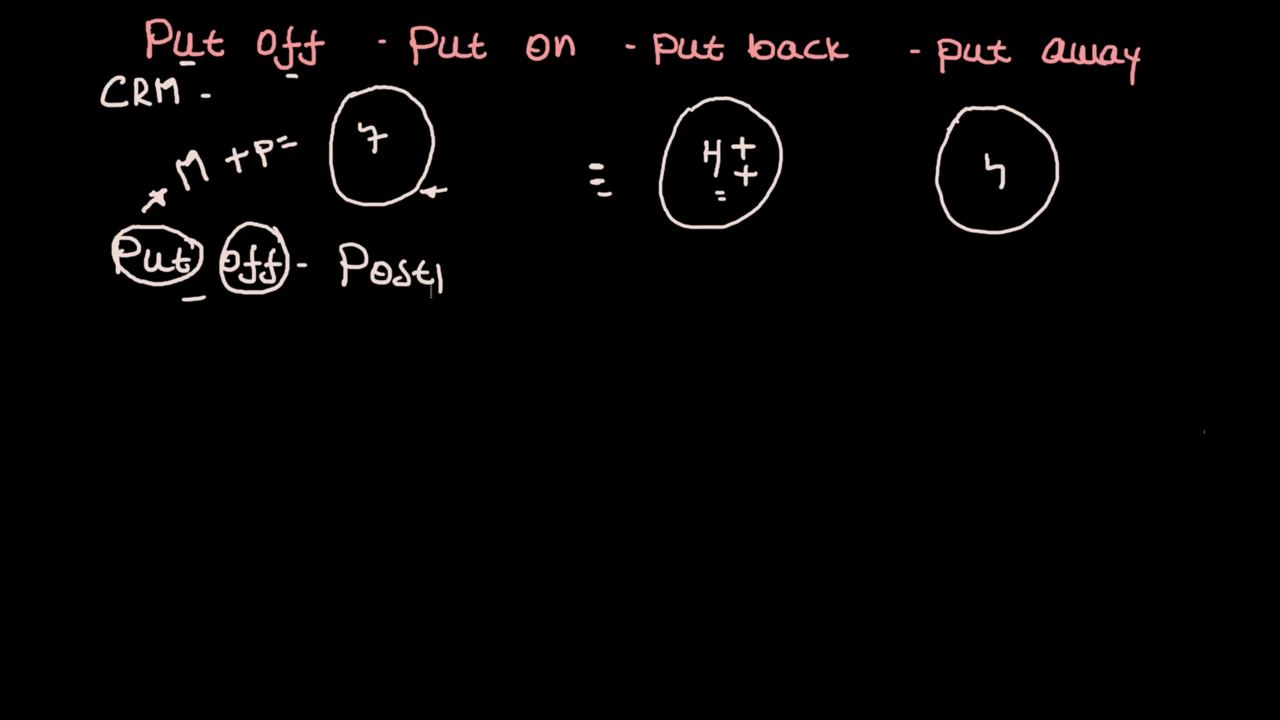 Put off - Put on - Put back - put away
CRM -
M + P = 7
4 + +
4
Put off - Post